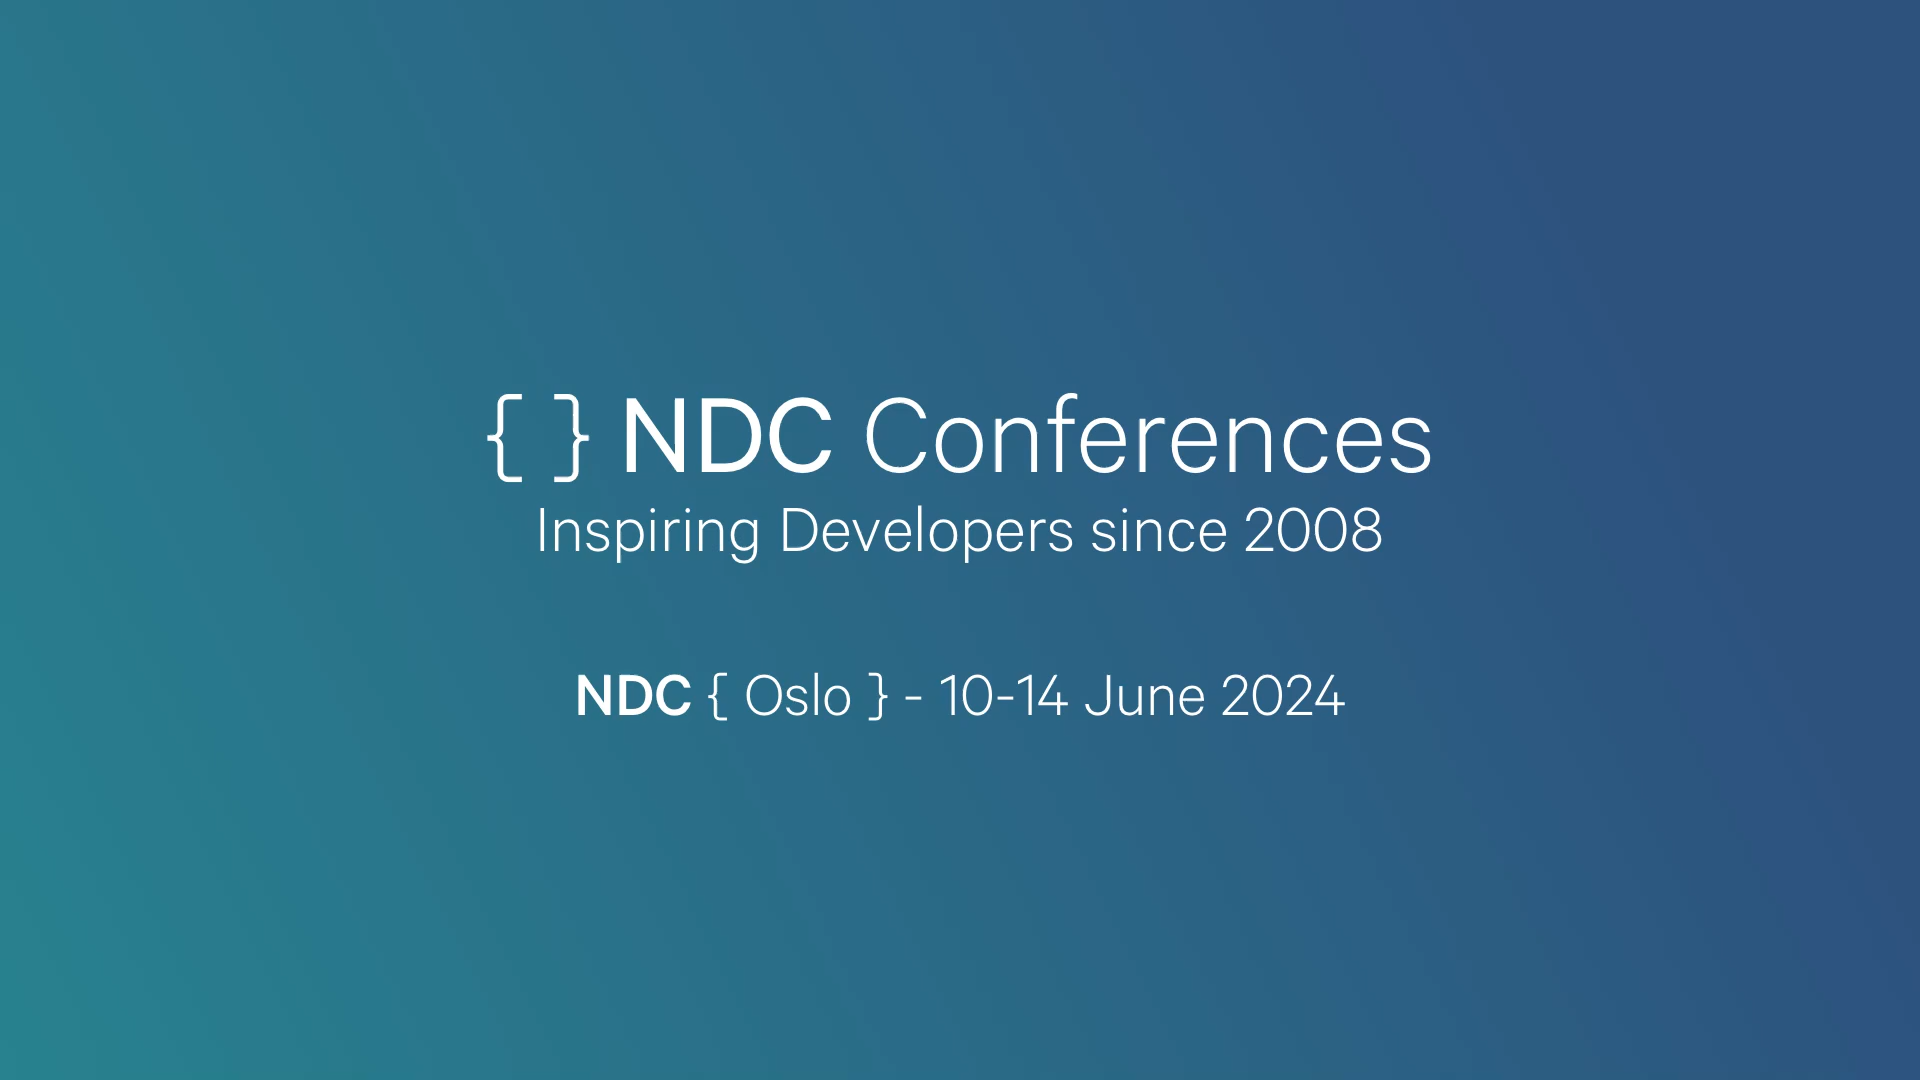 { } NDC Conferences
Inspiring Developers since 2008
NDC { Oslo } - 10-14 June 2024